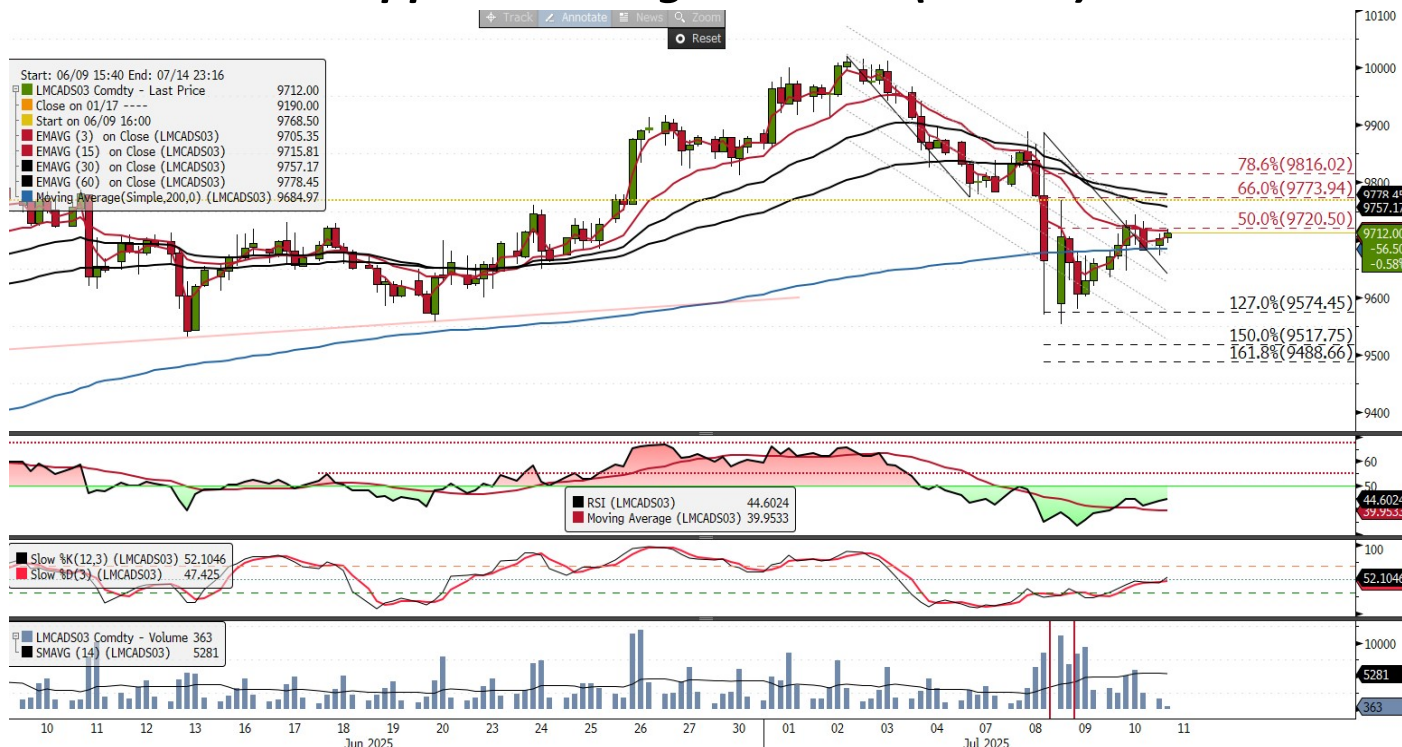 Track Annotate News Zoom
Reset
Start: 06/09 15:40 End: 07/14 23:16
LMCADS03 Comdty - Last Price 9712.00
Close on 01/17 ---- 9190.00
Start on 06/09 16:00 9768.50
EMAVG (3) on Close (LMCADS03) 9705.35
EMAVG (15) on Close (LMCADS03) 9715.81
EMAVG (30) on Close (LMCADS03) 9757.17
EMAVG (60) on Close (LMCADS03) 9778.45
Moving Average(Simple,200,0) (LMCADS03) 9684.97
10100
10000
9900
78.6%(9816.02)
9800
66.0%(9773.94)
9778.45
9757.17
50.0%(9720.50)
9712.00
-56.50
-0.58%
9600
127.0%(9574.45)
150.0%(9517.75)
9500
161.8%(9488.66)
9400
60
50
RSI (LMCADS03) 44.6024
Moving Average (LMCADS03) 39.9533
44.6024
39.9533
Slow %K(12,3) (LMCADS03) 52.1046
Slow %D(3) (LMCADS03) 47.425
100
52.1046
0
LMCADS03 Comdty - Volume 363
SMAVG (14) (LMCADS03) 5281
10000
5281
363
10 11 12 13 16 17 18 19 20 23 24 25 26 27 30 01 02 03 04 07 08 09 10 11
Jun 2025 Jul 2025